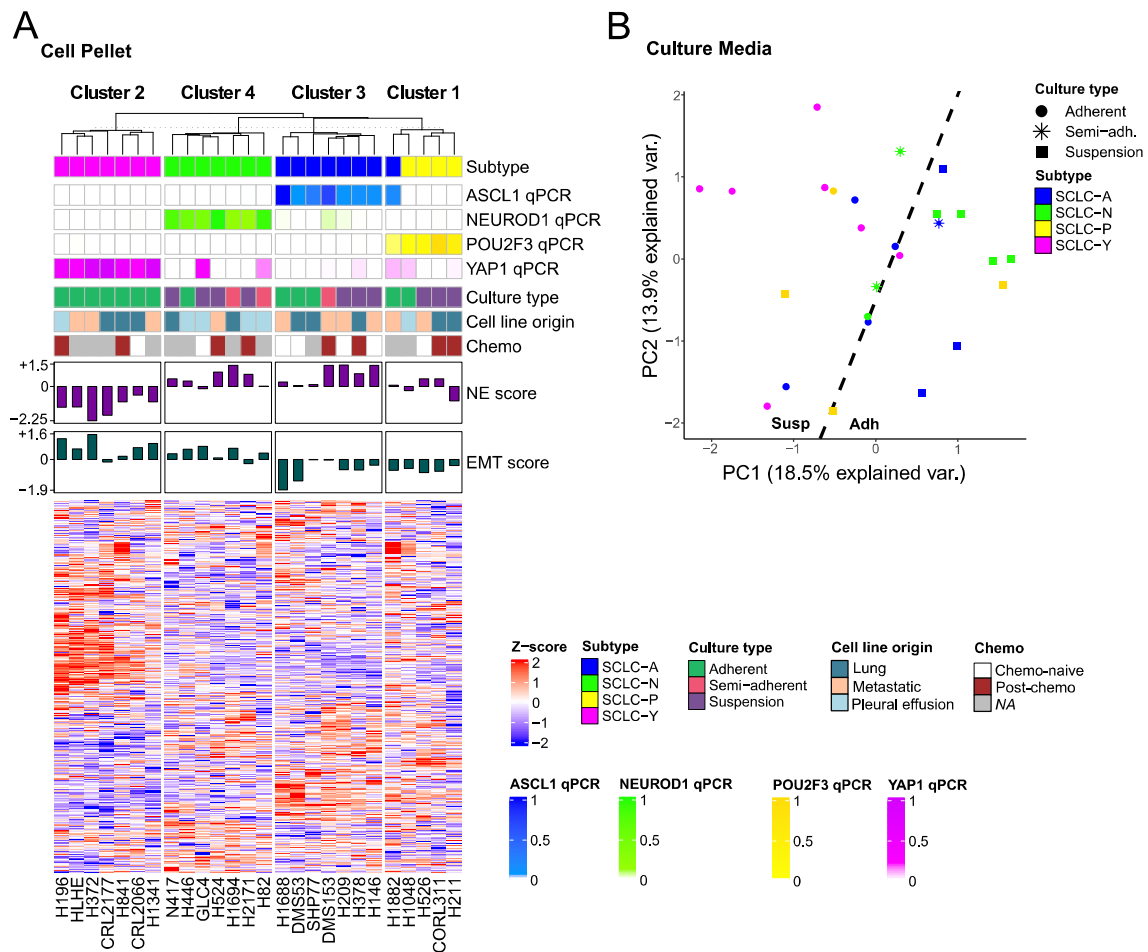 A
Cell Pellet
Cluster 2
Cluster 4
Cluster 3
Cluster 1
Subtype
ASCL1 qPCR
NEUROD1 qPCR
POU2F3 qPCR
YAP1 qPCR
Culture type
Cell line origin
Chemo
+1.5
0
−2.25
NE score
+1.6
0
−1.9
EMT score
H196
HLHE
H372
CRL2177
H841
CRL2066
H1341
N417
H446
GLC4
H524
H1694
H2171
H82
H1688
DMS53
SHP77
DMS153
H209
H378
H146
H1882
H1048
H526
CORL311
H211
B
Culture Media
PC2 (13.9% explained var.)
2
1
0
−1
−2
Susp
Adh
−2
−1
0
1
PC1 (18.5% explained var.)
Culture type
Adherent
Semi−adh.
Suspension
Subtype
SCLC−A
SCLC−N
SCLC−P
SCLC−Y
Z−score
2
1
0
−1
−2
Subtype
SCLC−A
SCLC−N
SCLC−P
SCLC−Y
Culture type
Adherent
Semi−adherent
Suspension
Cell line origin
Lung
Metastatic
Pleural effusion
Chemo
Chemo−naive
Post−chemo
NA
ASCL1 qPCR
1
0.5
0
NEUROD1 qPCR
1
0.5
0
POU2F3 qPCR
1
0.5
0
YAP1 qPCR
1
0.5
0